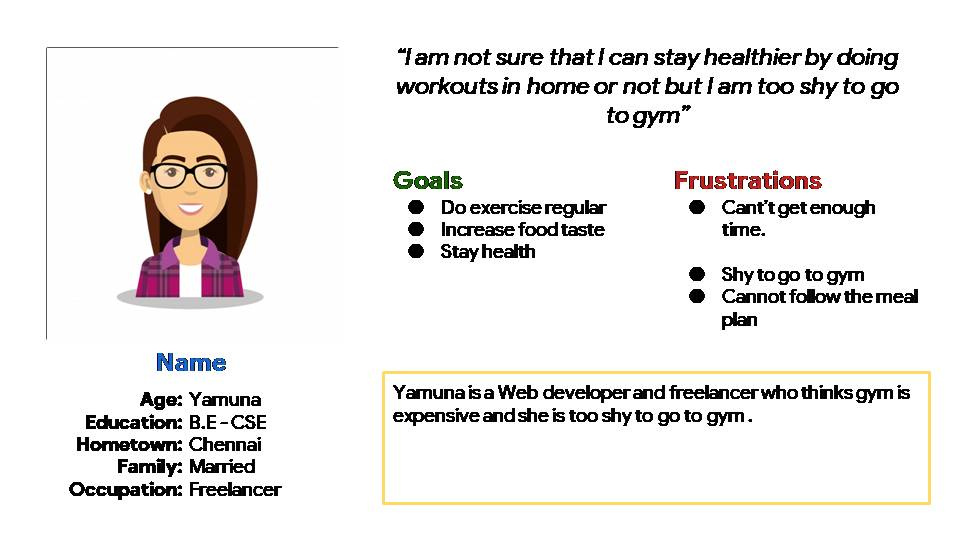 “I am not sure that I can stay healthier by doing
workouts in home or not but I am too shy to go
to gym”
Goals
● Do exercise regular
● Increase food taste
● Stay health
Frustrations
● Cant’t get enough
time.
● Shy to go to gym
● Cannot follow the meal
plan
Name
Age: Yamuna
Education: B.E - CSE
Hometown: Chennai
Family: Married
Occupation: Freelancer
Yamuna is a Web developer and freelancer who thinks gym is
expensive and she is too shy to go to gym .